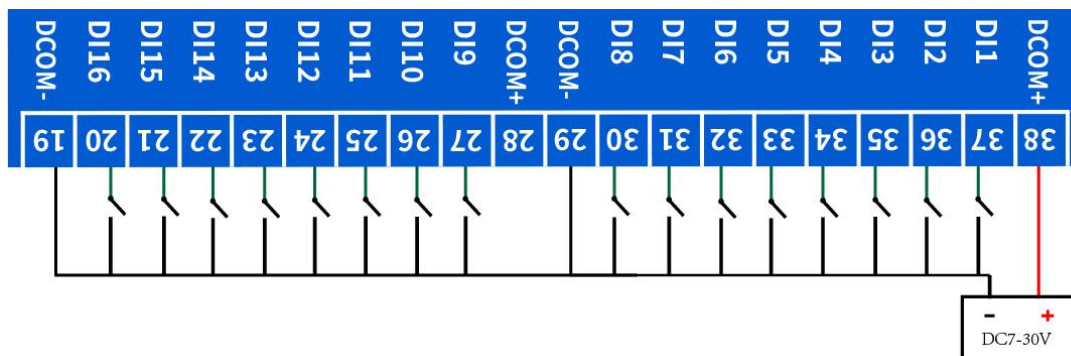 DCOM- DI16 DI15 DI14 DI13 DI12 DI11 DI10 DI9 DCOM+ DCOM- DI8 DI7 DI6 DI5 DI4 DI3 DI2 DI1 DCOM+
19 20 21 22 23 24 25 26 27 28 29 30 31 32 33 34 35 36 37 38
- +
DC7-30V